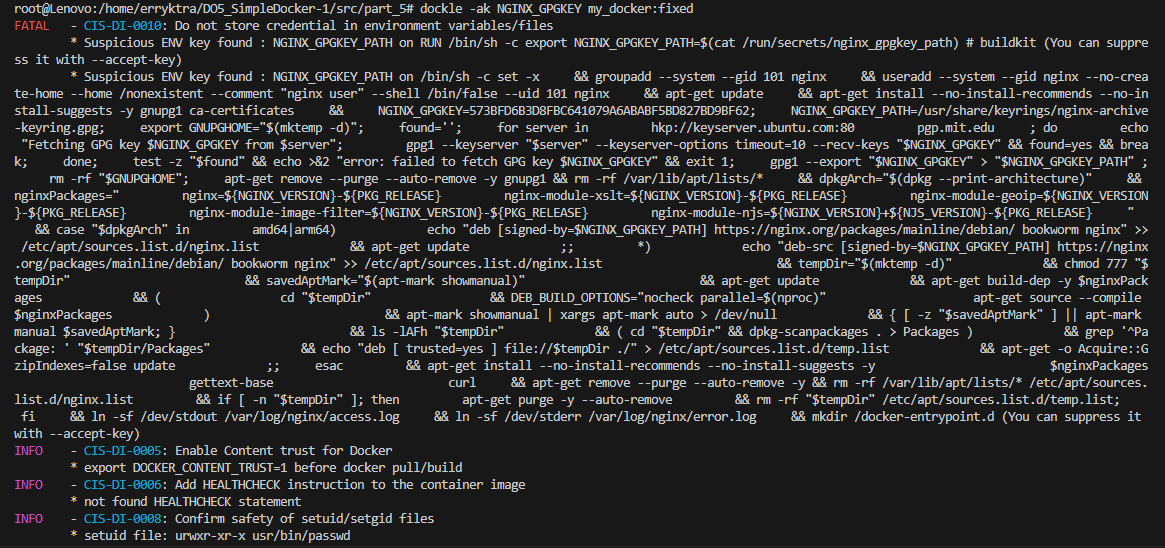 root@Lenovo:/home/erryktra/DO5_SimpleDocker-1/src/part_5# dockle -ak NGINX_GPGKEY my_docker:fixed
FATAL   - CIS-DI-0010: Do not store credential in environment variables/files
        * Suspicious ENV key found : NGINX_GPGKEY_PATH on RUN /bin/sh -c export NGINX_GPGKEY_PATH=$(cat /run/secrets/nginx_gpgkey_path) # buildkit (You can suppre
ss it with --accept-key)
        * Suspicious ENV key found : NGINX_GPGKEY_PATH on /bin/sh -c set -x     && groupadd --system --gid 101 nginx     && useradd --system --gid nginx --no-crea
te-home --home /nonexistent --comment "nginx user" --shell /bin/false --uid 101 nginx     && apt-get update     && apt-get install --no-install-recommends --no-in
stall-suggests -y gnupg1 ca-certificates     &&     NGINX_GPGKEY=573BFD6B3D8FBC641079A6ABABF5BD827BD9BF62;     NGINX_GPGKEY_PATH=/usr/share/keyrings/nginx-archive
-keyring.gpg;     export GNUPGHOME="$(mktemp -d)";     found='';     for server in         hkp://keyserver.ubuntu.com:80         pgp.mit.edu     ; do         echo
"Fetching GPG key $NGINX_GPGKEY from $server";         gpg1 --keyserver "$server" --keyserver-options timeout=10 --recv-keys "$NGINX_GPGKEY" && found=yes && brea
k;     done;     test -z "$found" && echo >&2 "error: failed to fetch GPG key $NGINX_GPGKEY" && exit 1;     gpg1 --export "$NGINX_GPGKEY" > "$NGINX_GPGKEY_PATH" ;
  rm -rf "$GNUPGHOME";     apt-get remove --purge --auto-remove -y gnupg1 && rm -rf /var/lib/apt/lists/*     && dpkgArch="$(dpkg --print-architecture)"     &&
nginxPackages="         nginx=${NGINX_VERSION}-${PKG_RELEASE}         nginx-module-xslt=${NGINX_VERSION}-${PKG_RELEASE}         nginx-module-geoip=${NGINX_VERSION
}-${PKG_RELEASE}         nginx-module-image-filter=${NGINX_VERSION}-${PKG_RELEASE}         nginx-module-njs=${NGINX_VERSION}+${NJS_VERSION}-${PKG_RELEASE}     "
   && case "$dpkgArch" in         amd64|arm64)             echo "deb [signed-by=$NGINX_GPGKEY_PATH] https://nginx.org/packages/mainline/debian/ bookworm nginx" >>
 /etc/apt/sources.list.d/nginx.list             && apt-get update             ;;         *)             echo "deb-src [signed-by=$NGINX_GPGKEY_PATH] https://nginx
.org/packages/mainline/debian/ bookworm nginx" >> /etc/apt/sources.list.d/nginx.list                         && tempDir="$(mktemp -d)"             && chmod 777 "$
tempDir"                         && savedAptMark="$(apt-mark showmanual)"                         && apt-get update             && apt-get build-dep -y $nginxPack
ages             && (                 cd "$tempDir"                 && DEB_BUILD_OPTIONS="nocheck parallel=$(nproc)"                     apt-get source --compile
$nginxPackages             )                         && apt-mark showmanual | xargs apt-mark auto > /dev/null             && { [ -z "$savedAptMark" ] || apt-mark
manual $savedAptMark; }                         && ls -lAFh "$tempDir"             && ( cd "$tempDir" && dpkg-scanpackages . > Packages )             && grep '^Pa
ckage: ' "$tempDir/Packages"             && echo "deb [ trusted=yes ] file://$tempDir ./" > /etc/apt/sources.list.d/temp.list             && apt-get -o Acquire::G
zipIndexes=false update             ;;     esac         && apt-get install --no-install-recommends --no-install-suggests -y                         $nginxPackages
                        gettext-base                         curl     && apt-get remove --purge --auto-remove -y && rm -rf /var/lib/apt/lists/* /etc/apt/sources.
list.d/nginx.list         && if [ -n "$tempDir" ]; then         apt-get purge -y --auto-remove         && rm -rf "$tempDir" /etc/apt/sources.list.d/temp.list;
 fi     && ln -sf /dev/stdout /var/log/nginx/access.log     && ln -sf /dev/stderr /var/log/nginx/error.log     && mkdir /docker-entrypoint.d (You can suppress it
with --accept-key)
INFO    - CIS-DI-0005: Enable Content trust for Docker
        * export DOCKER_CONTENT_TRUST=1 before docker pull/build
INFO    - CIS-DI-0006: Add HEALTHCHECK instruction to the container image
        * not found HEALTHCHECK statement
INFO    - CIS-DI-0008: Confirm safety of setuid/setgid files
        * setuid file: urwxr-xr-x usr/bin/passwd